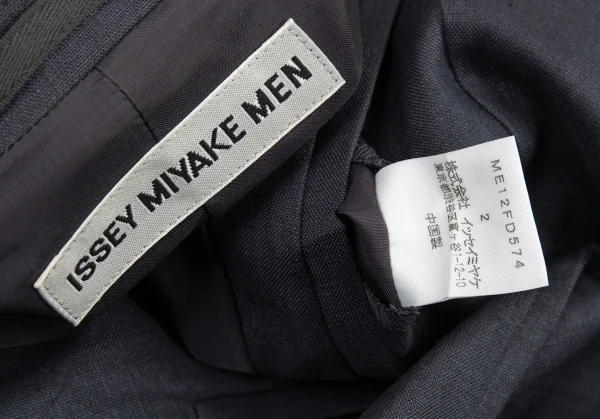 ISSEY MIYAKE MEN
ME12FD574
2
株式会社 イッセイミヤケ
東京都渋谷区富ヶ谷1-12-10
中国製